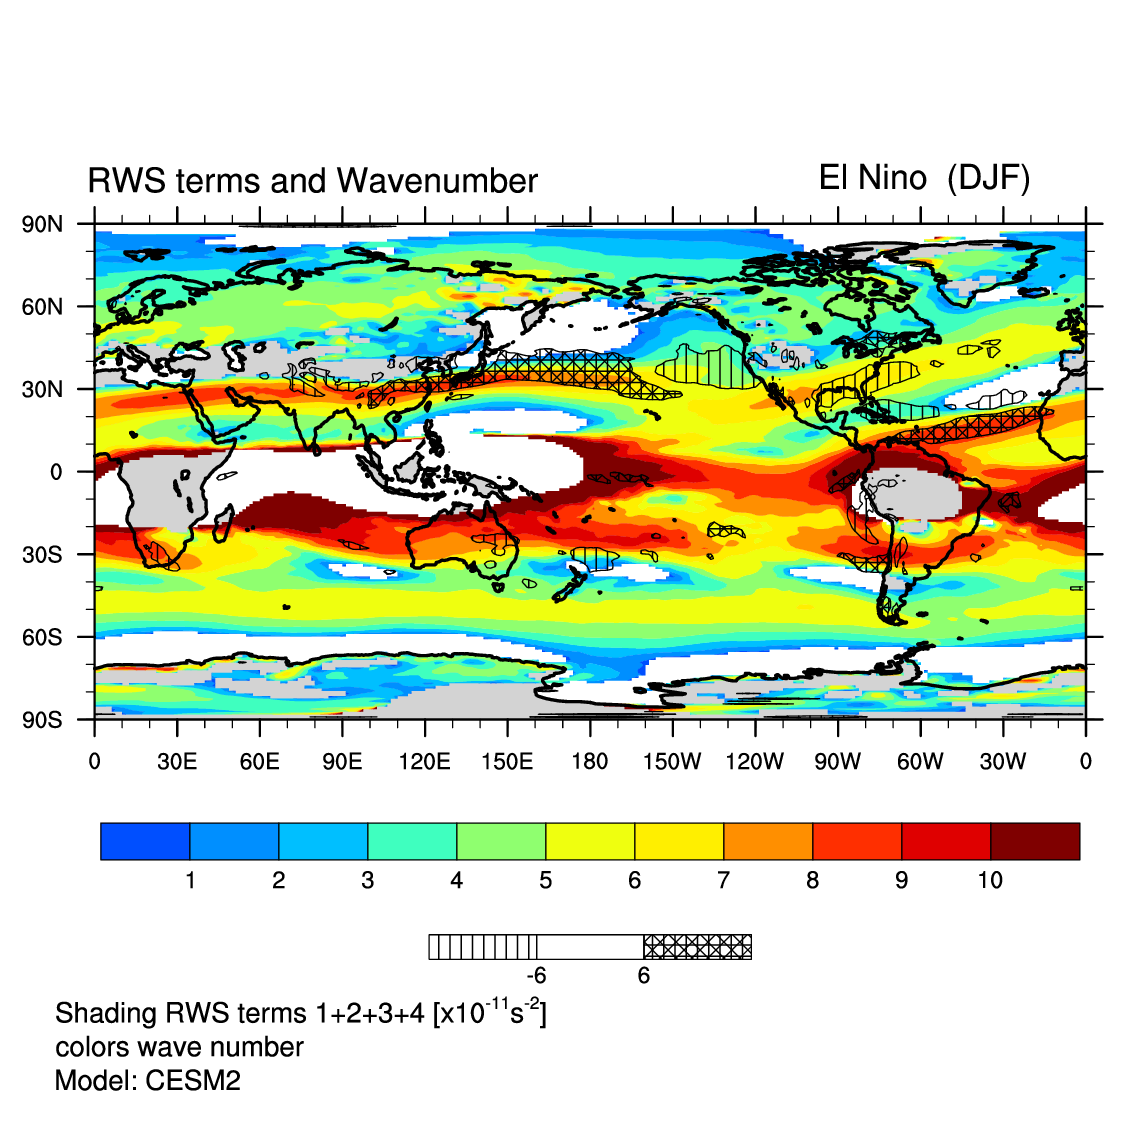 RWS terms and Wavenumber
El Nino (DJF)
90N
60N
30N
0
30S
60S
90S
0 30E 60E 90E 120E 150E 180 150W 120W 90W 60W 30W 0
1 2 3 4 5 6 7 8 9 10
-6 6
Shading RWS terms 1+2+3+4 [x10⁻¹¹s⁻²]
colors wave number
Model: CESM2